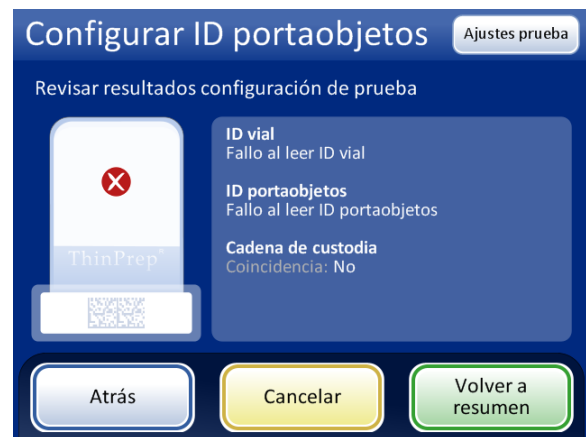 Configurar ID portaobjetos
Ajustes prueba
Revisar resultados configuración de prueba
ID vial
Fallo al leer ID vial
ID portaobjetos
Fallo al leer ID portaobjetos
Cadena de custodia
Coincidencia: No
ThinPrep®
Atrás
Cancelar
Volver a
resumen